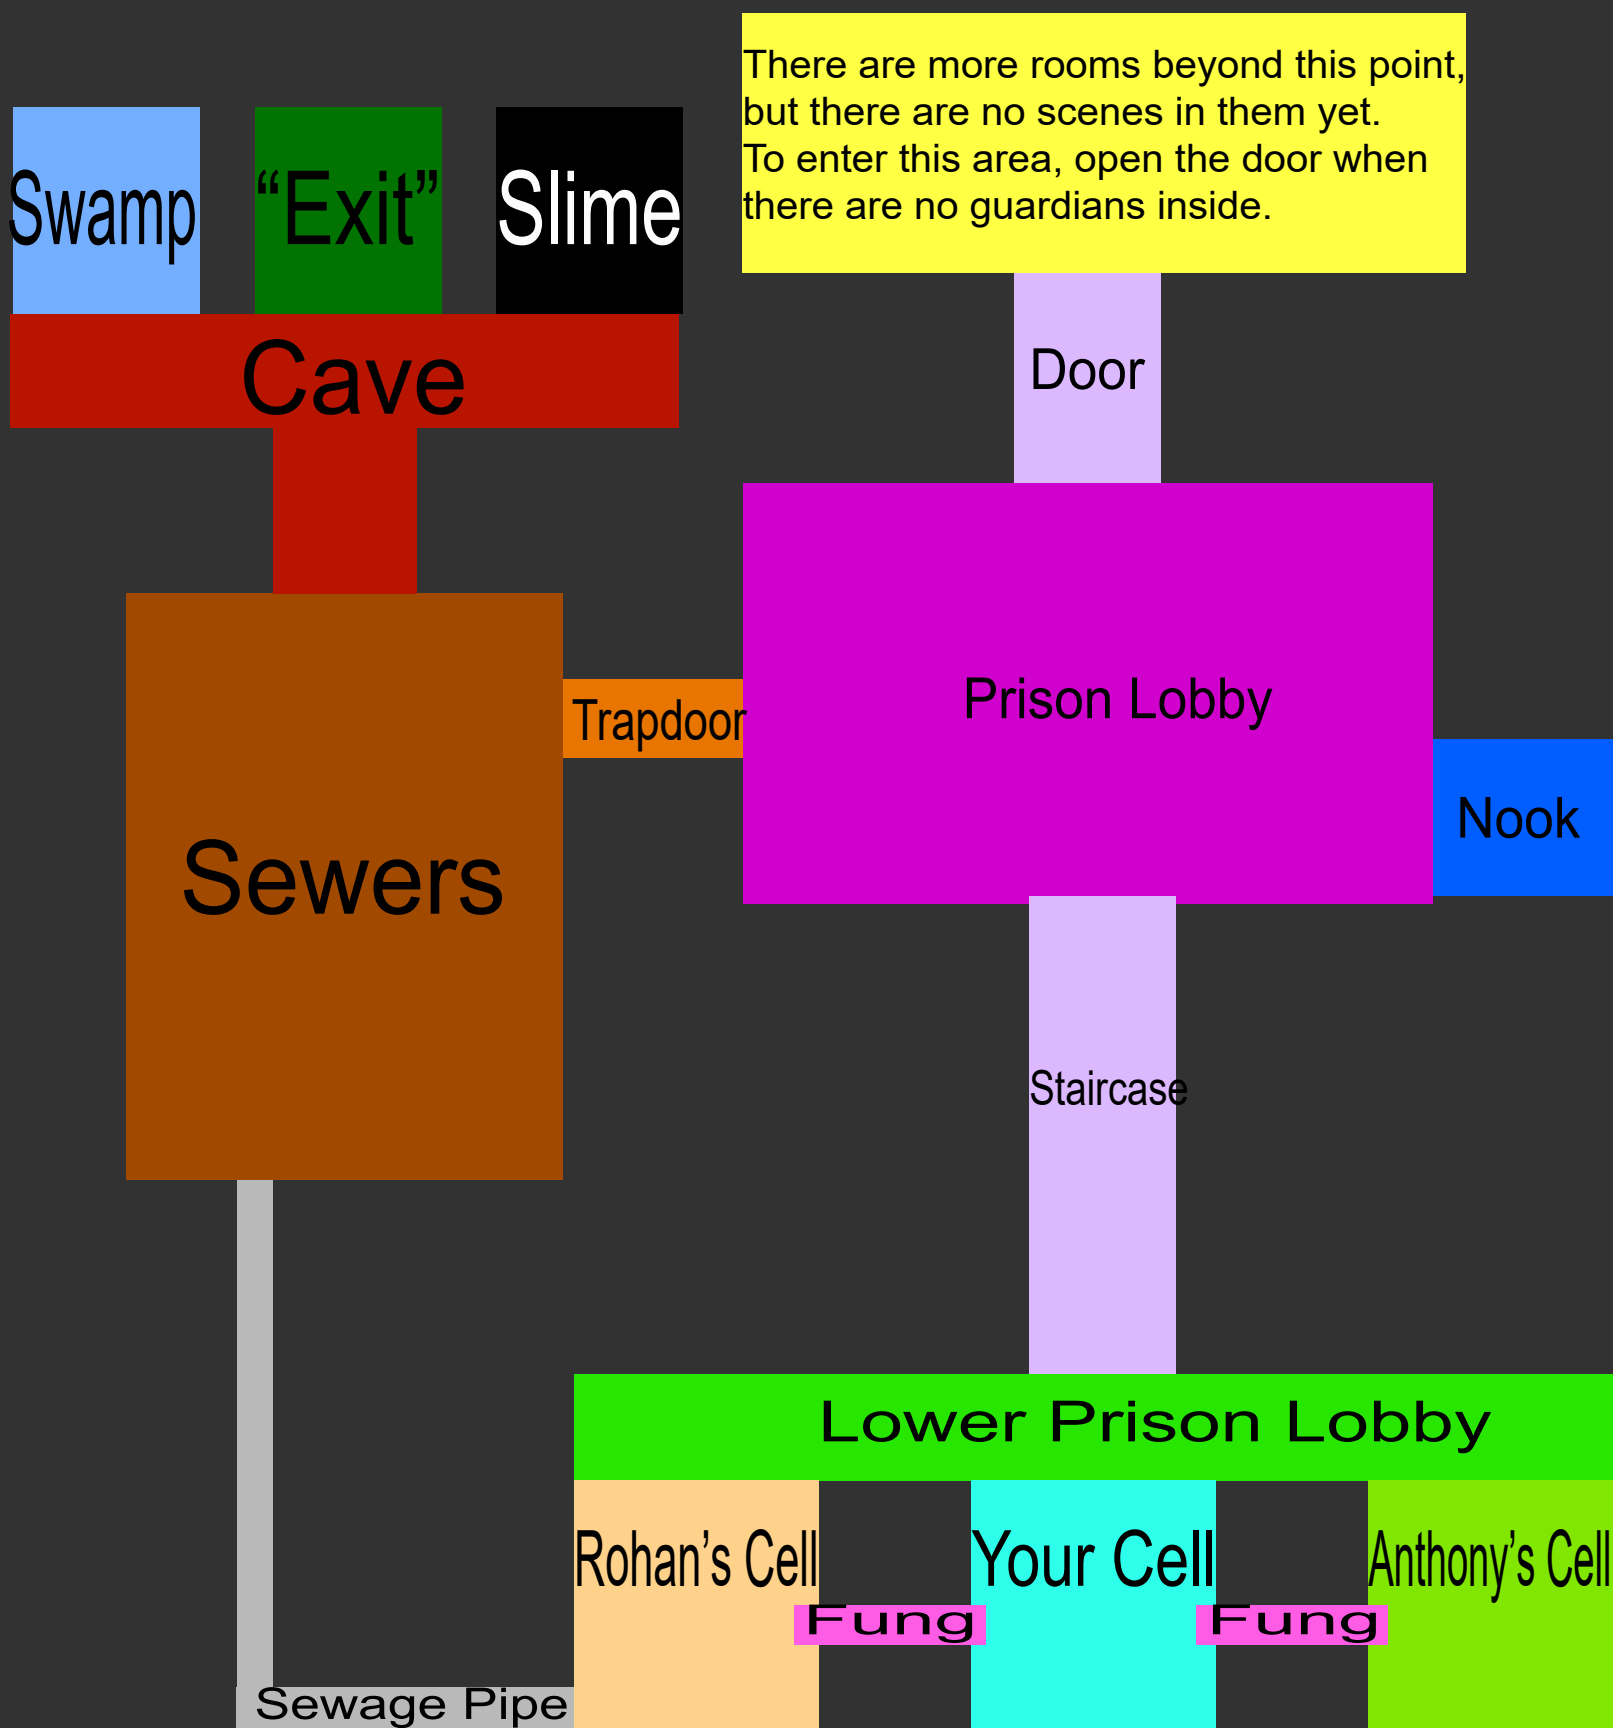 There are more rooms beyond this point,
but there are no scenes in them yet.
To enter this area, open the door when
there are no guardians inside.
Swamp
“Exit”
Slime
Cave
Door
Prison Lobby
Trapdoor
Nook
Sewers
Staircase
Lower Prison Lobby
Rohan’s Cell
Your Cell
Anthony’s Cell
Fung
Fung
Sewage Pipe